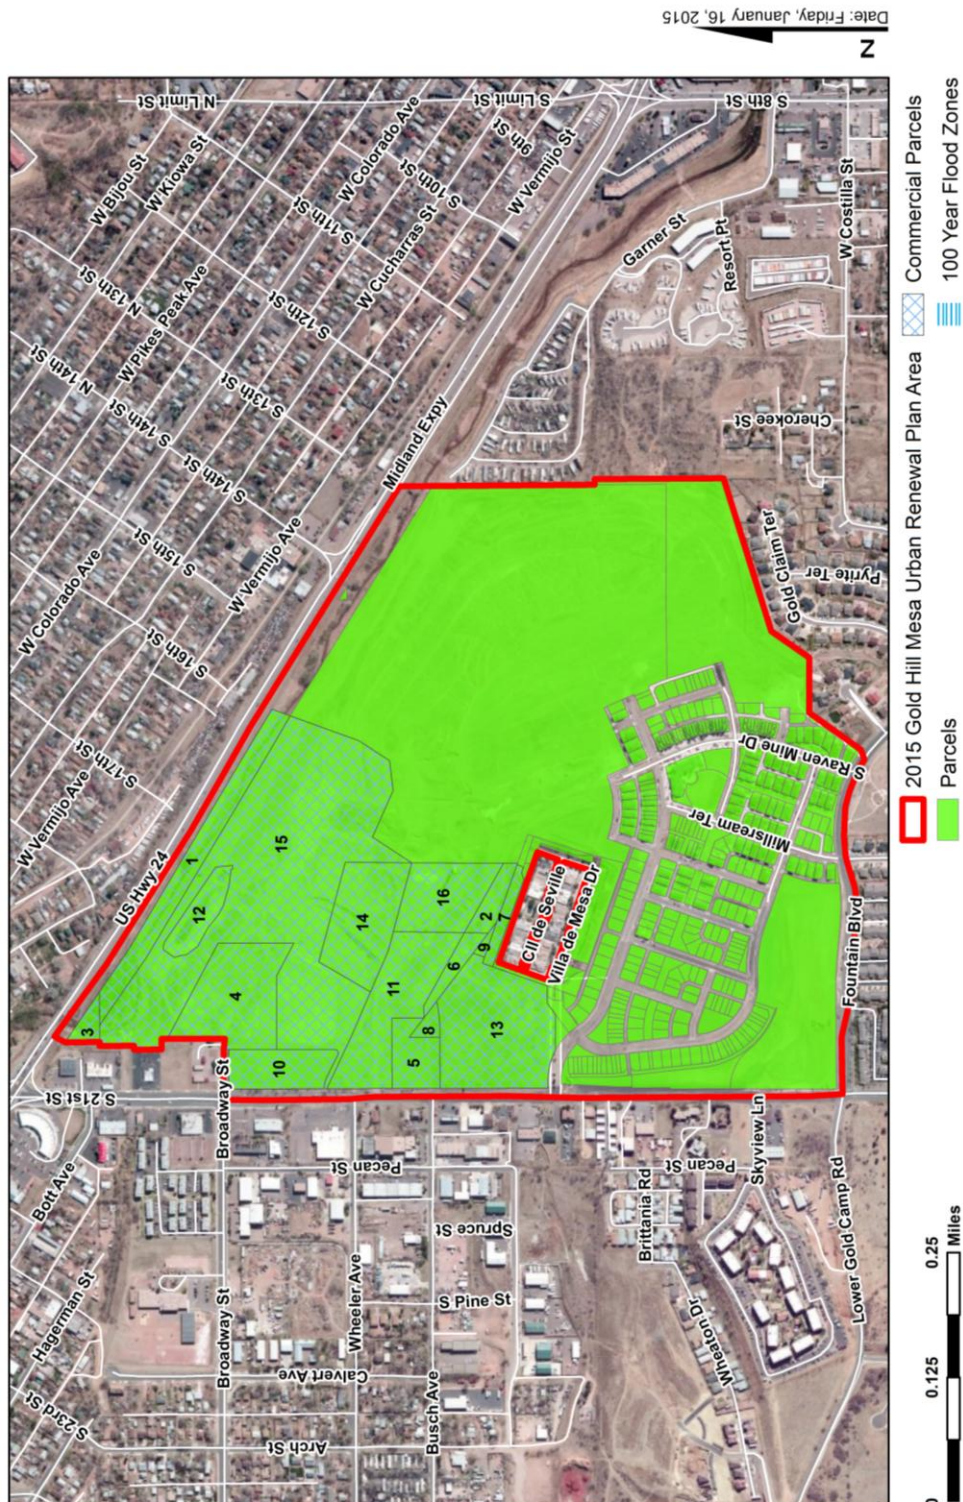 Date: Friday, January 16, 2015
N
N Limit St
S Limit St
S 8th St
W Bijou St
W Kiowa St
W Colorado Ave
9th St
S 10th St
W Vermijo St
S 11th St
W Cucharras St
Garner St
Resort Pt
W Costilla St
N 13th St
W Pikes Peak Ave
S 12th St
N 14th St
S 13th St
S 14th St
S 14th St
Midland Expy
Cherokee St
W Colorado Ave
S 15th St
W Vermijo Ave
Gold Claim Ter
Pyrite Ter
S 16th St
S 17th St
W Vermijo Ave
US Hwy 24
1
15
12
14
16
2
7
9
6
11
4
3
8
13
5
10
Cll de Seville
Villa de Mesa Dr
S Raven Mine Dr
Millsream Ter
Fountain Blvd
S 21st St
Broadway St
Bott Ave
Pecan St
Pecan St
Skyview Ln
Brittania Rd
Spruce St
Lower Gold Camp Rd
Hagerman St
Wheeler Ave
S Pine St
Wheaton Dr
Broadway St
Calvert Ave
Busch Ave
S 23rd St
Arch St
2015 Gold Hill Mesa Urban Renewal Plan Area
Commercial Parcels
Parcels
100 Year Flood Zones
0
0.125
0.25
Miles